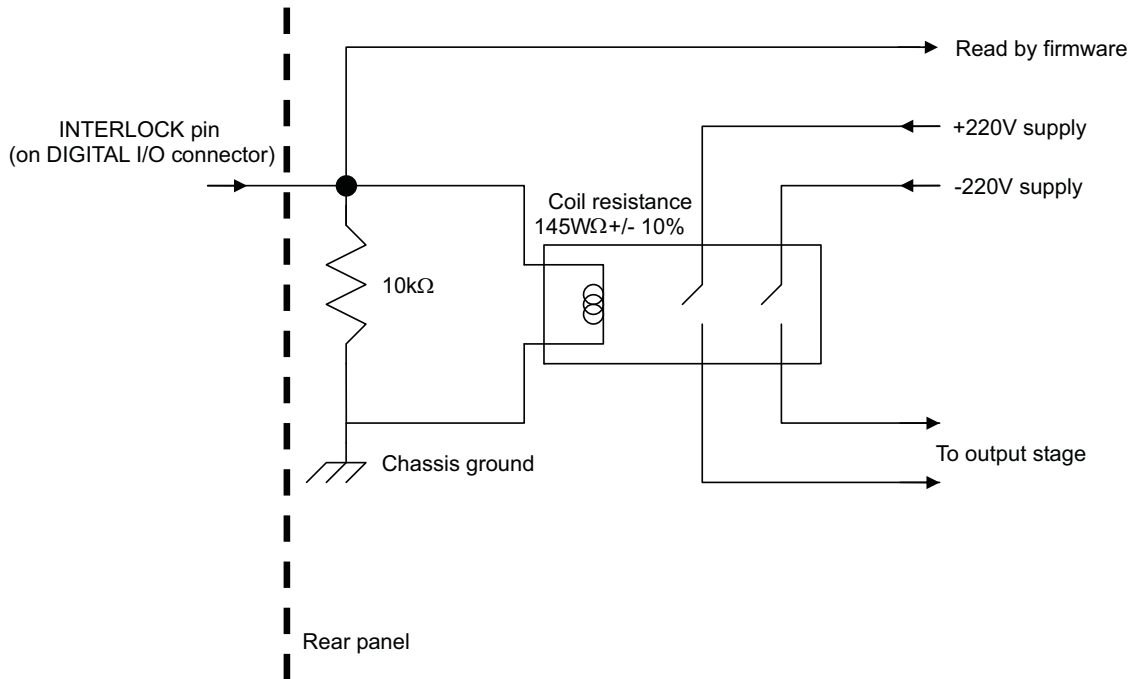 Read by firmware
INTERLOCK pin
(on DIGITAL I/O connector)
+220V supply
-220V supply
Coil resistance
145WΩ+/- 10%
10kΩ
Chassis ground
To output stage
Rear panel